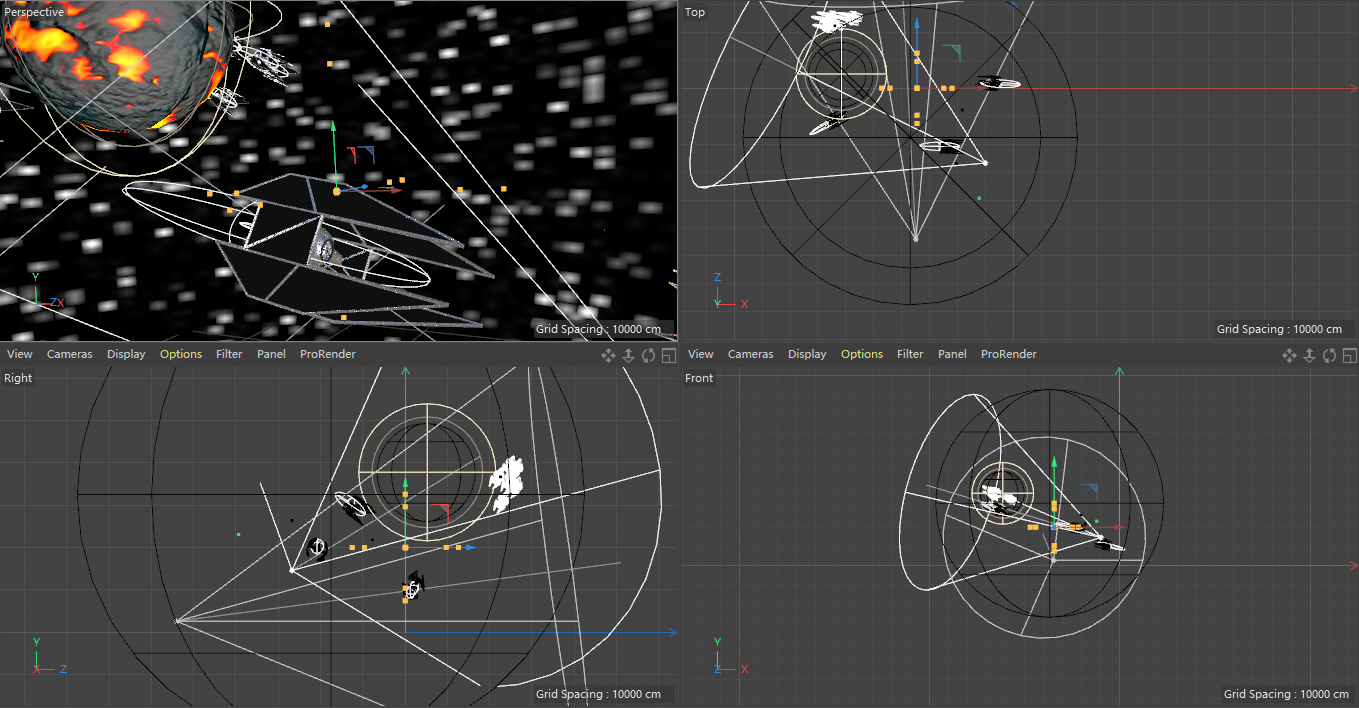 Perspective
Top
Y
ZX
Grid Spacing : 10000 cm
Z
Y X
Grid Spacing : 10000 cm
View Cameras Display Options Filter Panel ProRender
View Cameras Display Options Filter Panel ProRender
Right
Front
Y
X Z
Grid Spacing : 10000 cm
Y
Z X
Grid Spacing : 10000 cm